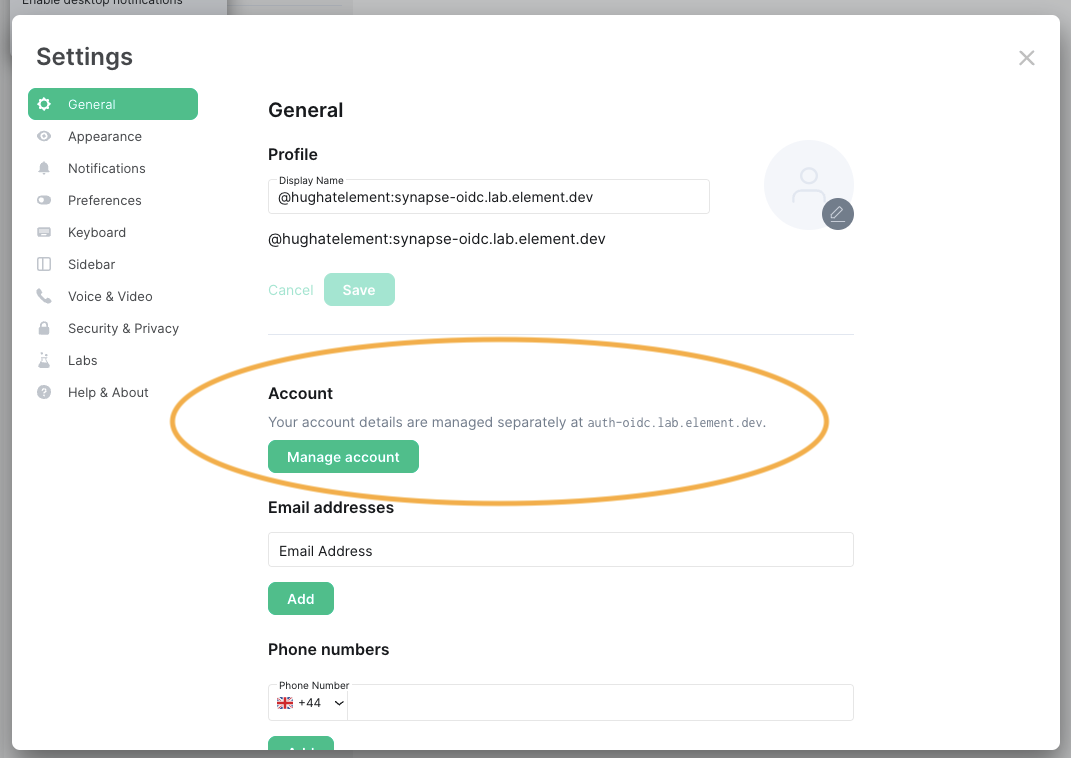 Enable desktop notifications
Settings
General
Appearance
Notifications
Preferences
Keyboard
Sidebar
Voice & Video
Security & Privacy
Labs
Help & About
General
Profile
Display Name
@hughatelement:synapse-oidc.lab.element.dev
@hughatelement:synapse-oidc.lab.element.dev
Cancel Save
Account
Your account details are managed separately at auth-oidc.lab.element.dev.
Manage account
Email addresses
Email Address
Add
Phone numbers
Phone Number
+44
Add